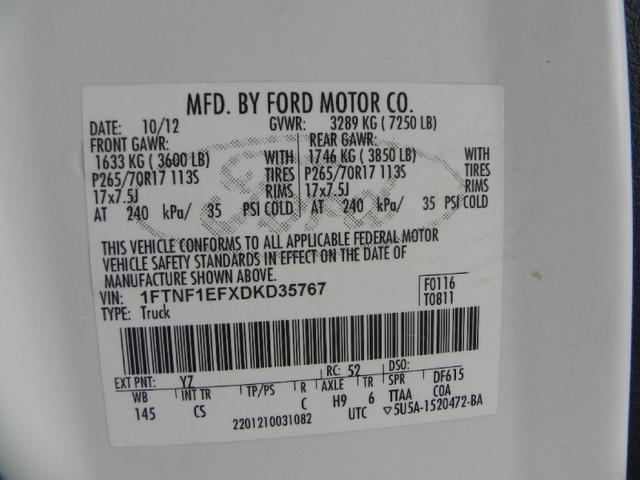 MFD. BY FORD MOTOR CO.
DATE: 10/12 GVWR: 3289 KG ( 7250 LB)
FRONT GAWR: REAR GAWR:
1633 KG ( 3600 LB) WITH 1746 KG ( 3850 LB) WITH
P265/70R17 113S TIRES P265/70R17 113S TIRES
17x7.5J RIMS 17x7.5J RIMS
AT 240 kPa/ 35 PSI COLD AT 240 kPa/ 35 PSI COLD
Ford
THIS VEHICLE CONFORMS TO ALL APPLICABLE FEDERAL MOTOR
VEHICLE SAFETY STANDARDS IN EFFECT ON THE DATE OF
MANUFACTURE SHOWN ABOVE.
VIN: 1FTNF1EFXDKD35767 F0116
TYPE: Truck T0811
EXT PNT: YZ RC: 52 DSO:
WB INT TR TP/PS R AXLE TR SPR DF615
145 CS C H9 6 TTAA COA
2201210031082 UTC ▽5U5A-1520472-BA